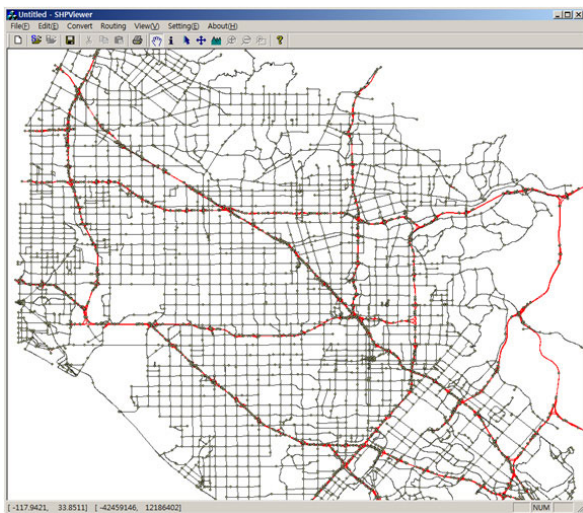 Untitled - SHPViewer
File(F) Edit(E) Convert Routing View(V) Setting(E) About(H)
[ -117.9421, 33.8511] [ -42459146, 12186402]
NUM